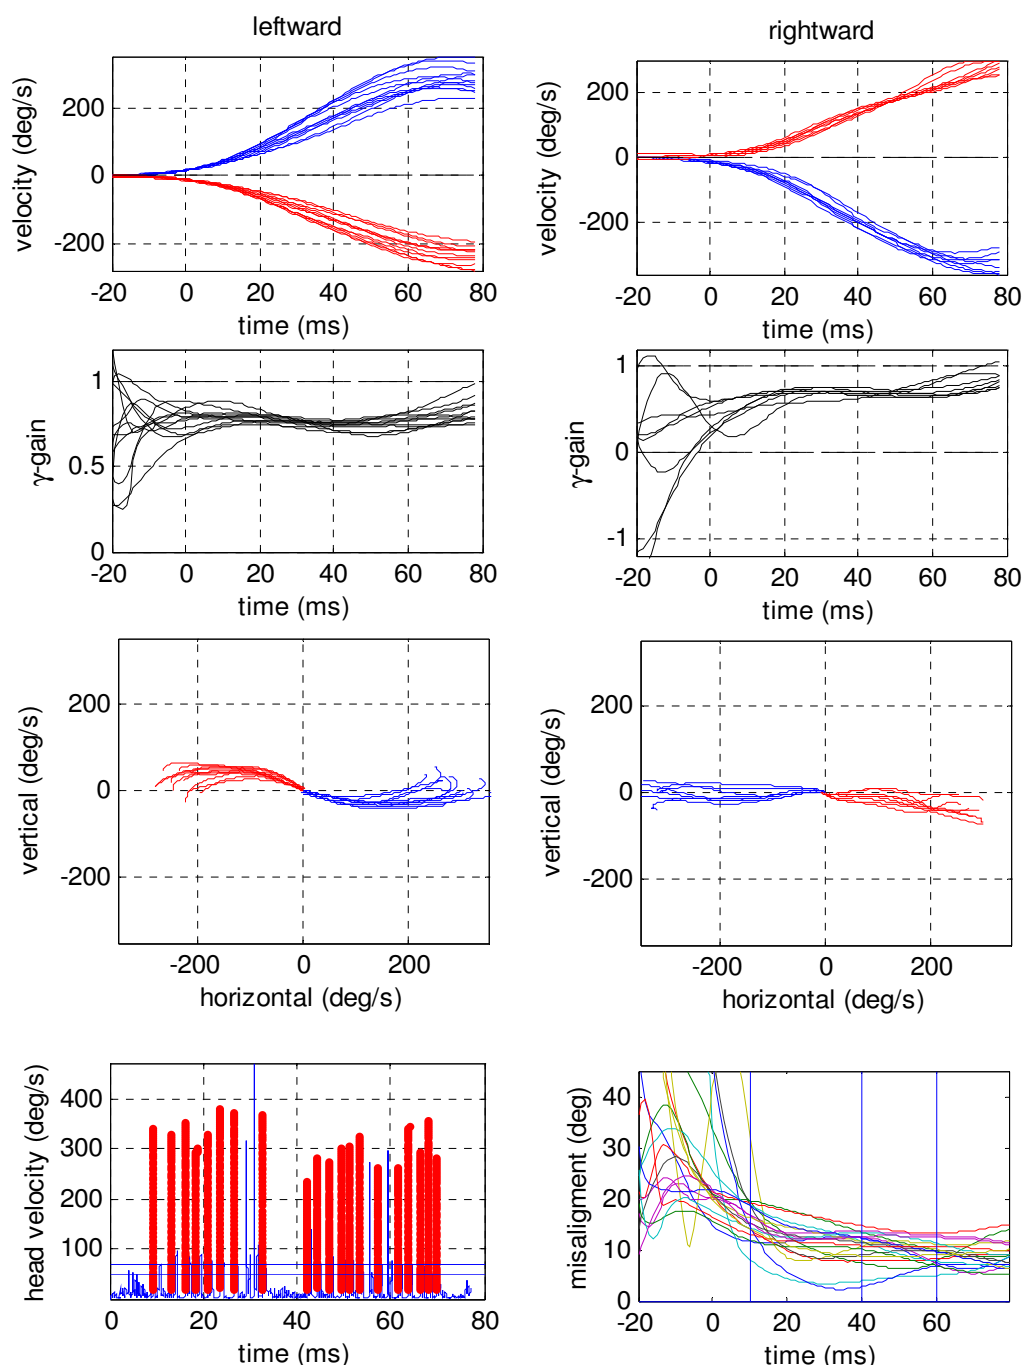 leftward
rightward
velocity (deg/s)
200
0
-200
-20 0 20 40 60 80
time (ms)
velocity (deg/s)
200
0
-200
-20 0 20 40 60 80
time (ms)
γ-gain
1
0.5
0
-20 0 20 40 60 80
time (ms)
γ-gain
1
0
-1
-20 0 20 40 60 80
time (ms)
vertical (deg/s)
200
0
-200
-200 0 200
horizontal (deg/s)
vertical (deg/s)
200
0
-200
-200 0 200
horizontal (deg/s)
head velocity (deg/s)
400
300
200
100
0 20 40 60 80
time (ms)
misalignment (deg)
40
30
20
10
0
-20 0 20 40 60
time (ms)